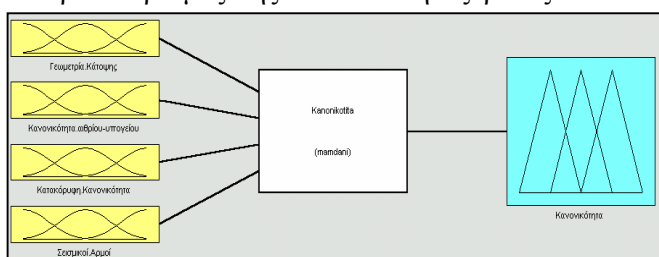 Γεωμετρία.Κάτοψης
Κανονικότητα.αιθρίου-υπογείου
Κατακόρυφη.Κανονικότητα
Σεισμικοί.Αρμοί
Kanonikotita
(mamdani)
Κανονικότητα